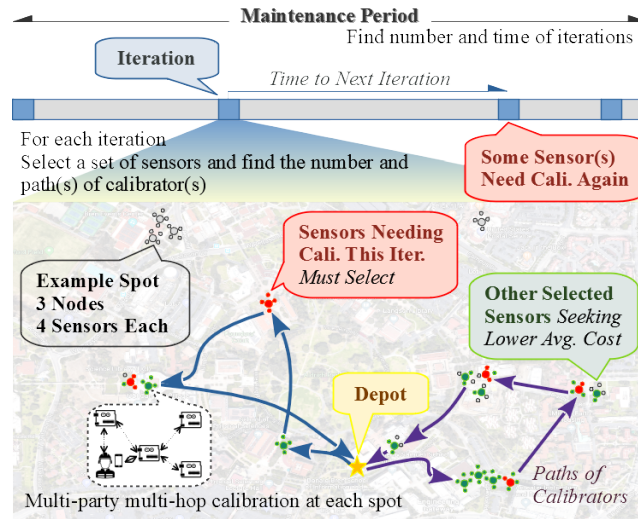 Maintenance Period
Find number and time of iterations
Iteration
Time to Next Iteration
For each iteration
Select a set of sensors and find the number and
path(s) of calibrator(s)
Some Sensor(s)
Need Cali. Again
Sensors Needing
Cali. This Iter.
Must Select
Example Spot
3 Nodes
4 Sensors Each
Other Selected
Sensors Seeking
Lower Avg. Cost
Depot
Paths of
Calibrators
Multi-party multi-hop calibration at each spot